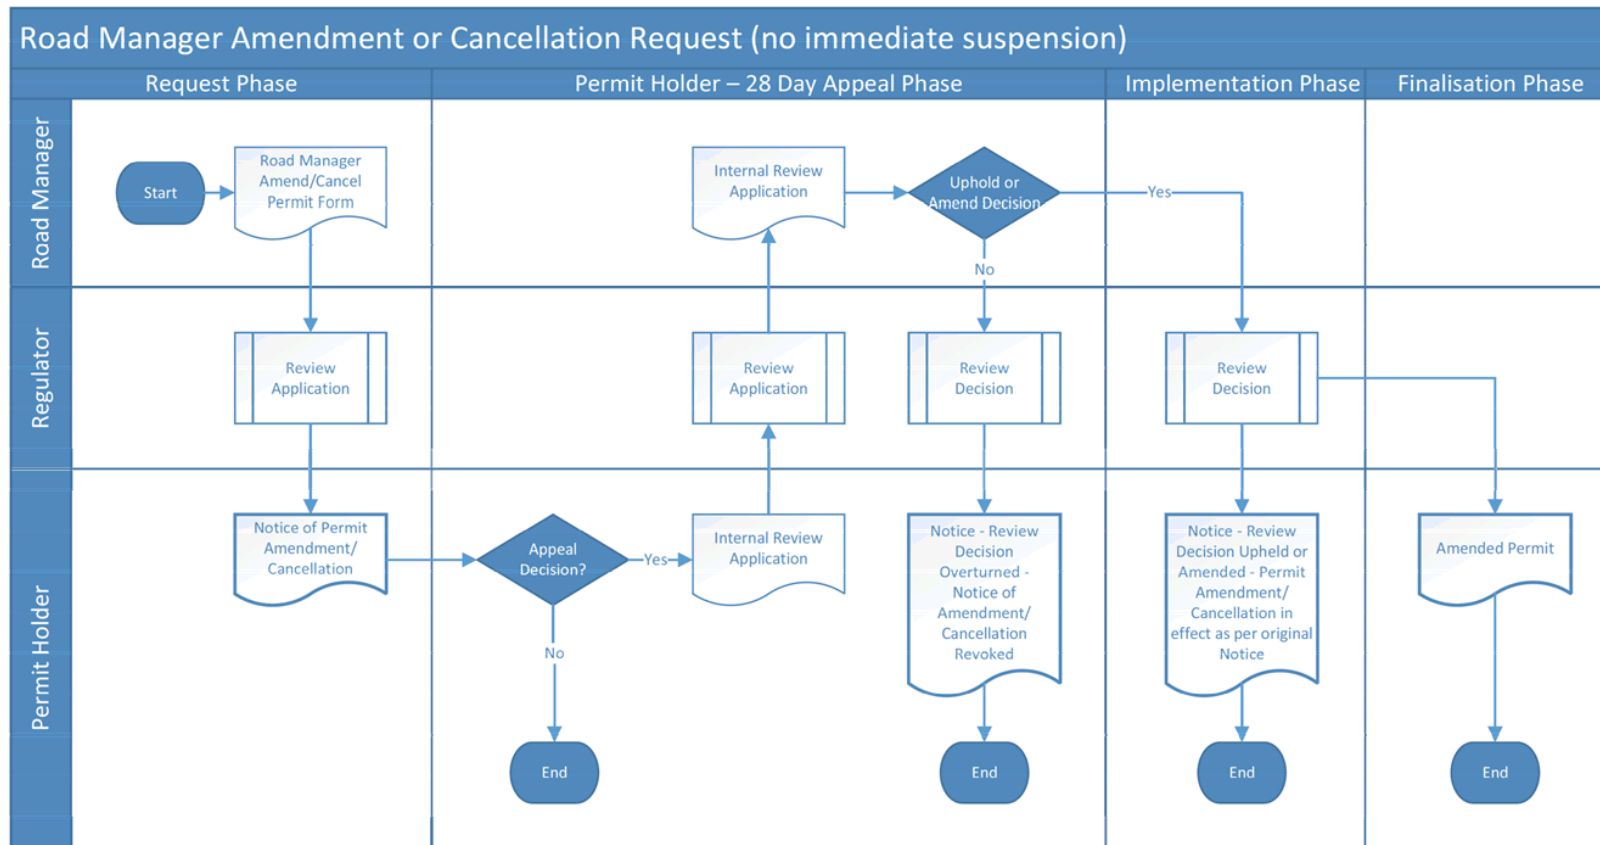 Road Manager Amendment or Cancellation Request (no immediate suspension)
Request Phase
Permit Holder – 28 Day Appeal Phase
Implementation Phase
Finalisation Phase
Road Manager
Start
Road Manager
Amend/Cancel
Permit Form
Internal Review
Application
Uphold or
Amend Decision
Yes
No
Regulator
Review
Application
Review
Application
Review
Decision
Review
Decision
Permit Holder
Notice of Permit
Amendment/
Cancellation
Appeal
Decision?
Yes
No
Internal Review
Application
Notice - Review
Decision
Overturned -
Notice of
Amendment/
Cancellation
Revoked
Notice - Review
Decision Upheld or
Amended - Permit
Amendment/
Cancellation in
effect as per original
Notice
Amended Permit
End
End
End
End